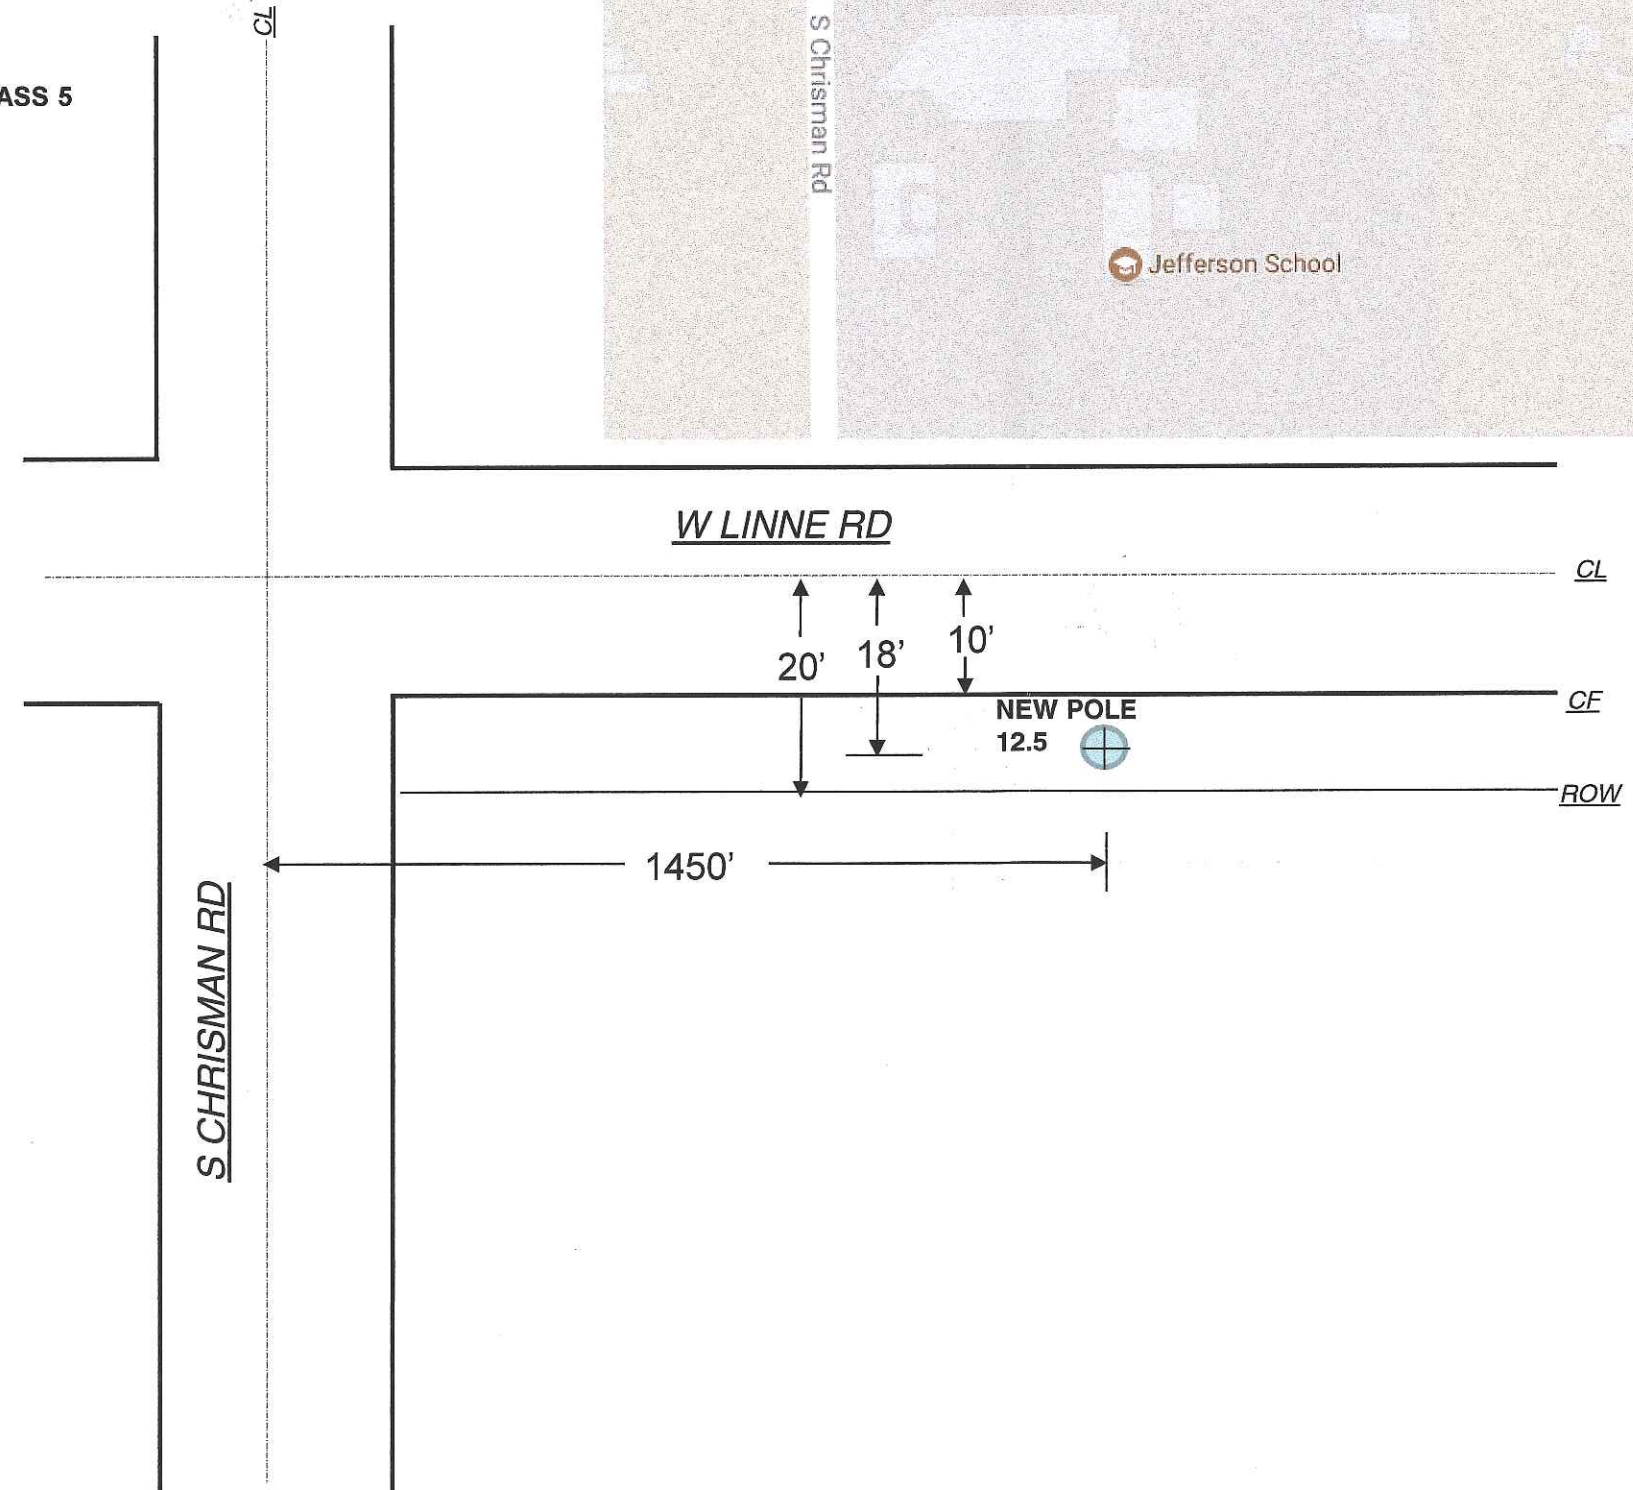 CL
ASS 5
S Chrisman Rd
Jefferson School
W LINNE RD
CL
20’
18’
10’
CF
NEW POLE
12.5
ROW
1450’
S CHRISMAN RD